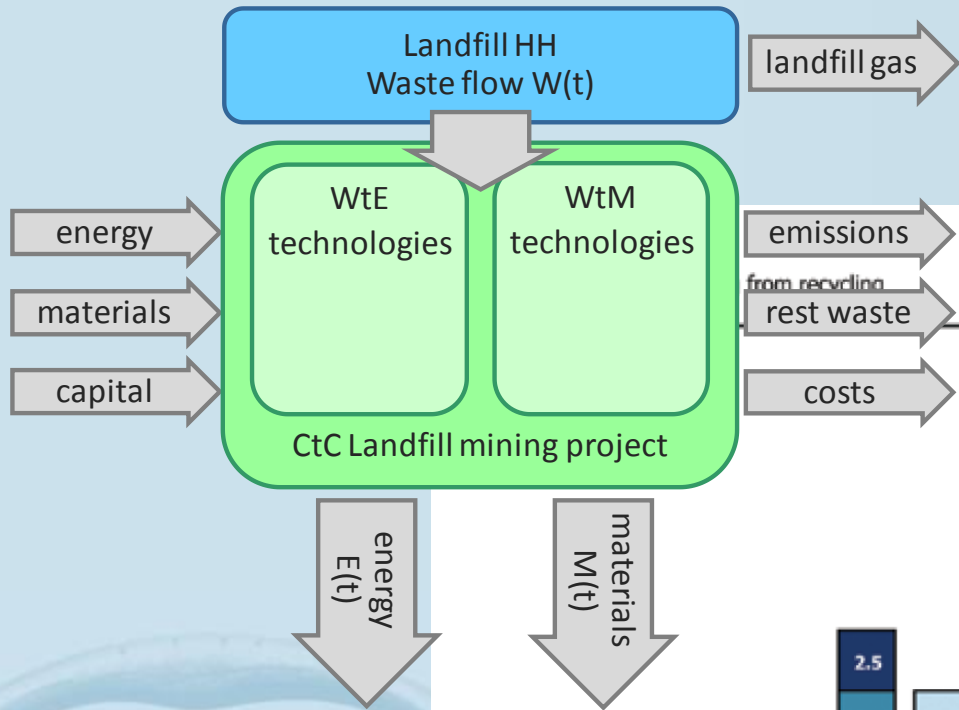 Landfill HH
Waste flow W(t)
landfill gas
WtE
technologies
WtM
technologies
energy
materials
capital
emissions
from recycling
rest waste
costs
CtC Landfill mining project
energy
E(t)
materials
M(t)
2.5